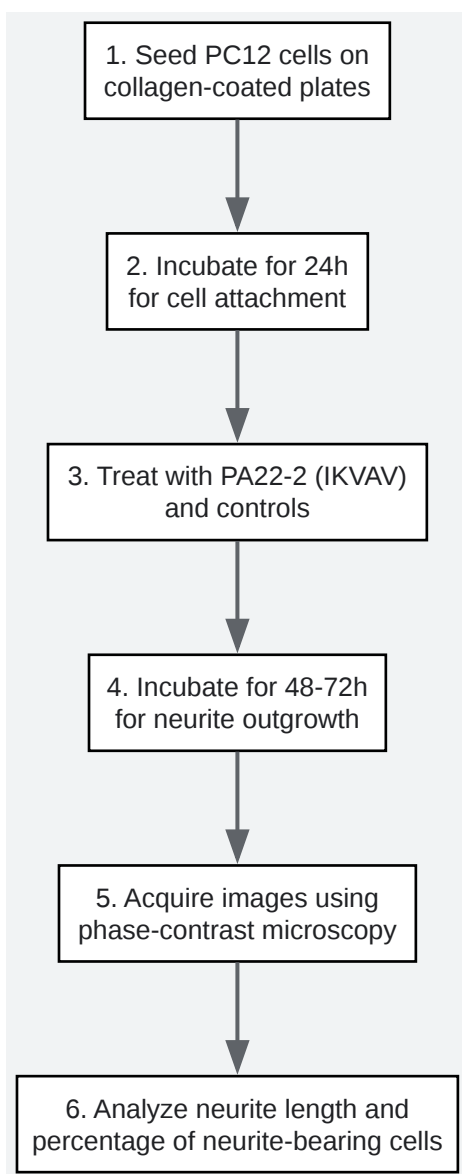 1. Seed PC12 cells on
collagen-coated plates
2. Incubate for 24h
for cell attachment
3. Treat with PA22-2 (IKVAV)
and controls
4. Incubate for 48-72h
for neurite outgrowth
5. Acquire images using
phase-contrast microscopy
6. Analyze neurite length and
percentage of neurite-bearing cells